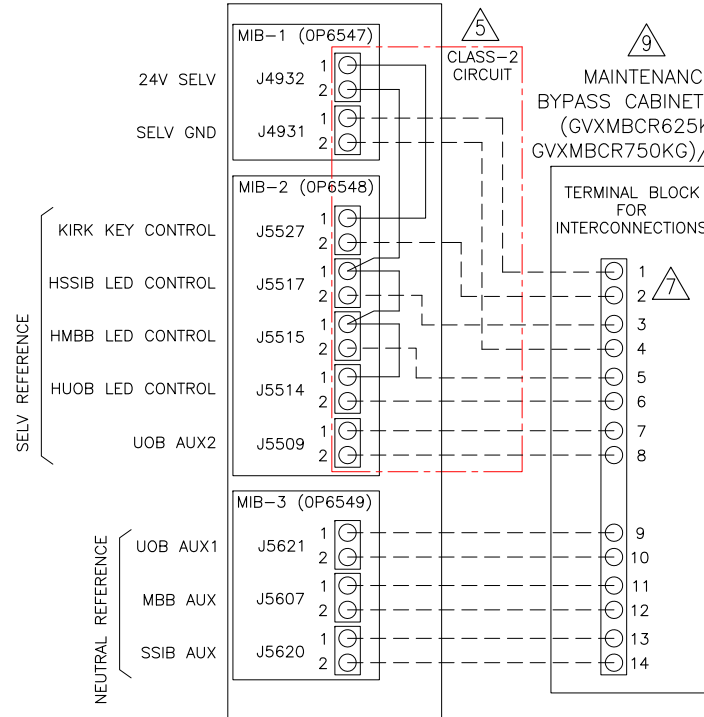 MIB-1 (0P6547)
24V SELV
J4932
1
2
SELV GND
J4931
1
2
5
CLASS-2
CIRCUIT
MIB-2 (0P6548)
SELV REFERENCE
KIRK KEY CONTROL
J5527
1
2
HSSIB LED CONTROL
J5517
1
2
HMBB LED CONTROL
J5515
1
2
HUOB LED CONTROL
J5514
1
2
UOB AUX2
J5509
1
2
MIB-3 (0P6549)
NEUTRAL REFERENCE
UOB AUX1
J5621
1
2
MBB AUX
J5607
1
2
SSIB AUX
J5620
1
2
9
MAINTENANC
BYPASS CABINET
(GVXMBCR625K
GVXMBCR750KG)/
TERMINAL BLOCK
FOR
INTERCONNECTIONS
1
2
7
3
4
5
6
7
8
9
10
11
12
13
14